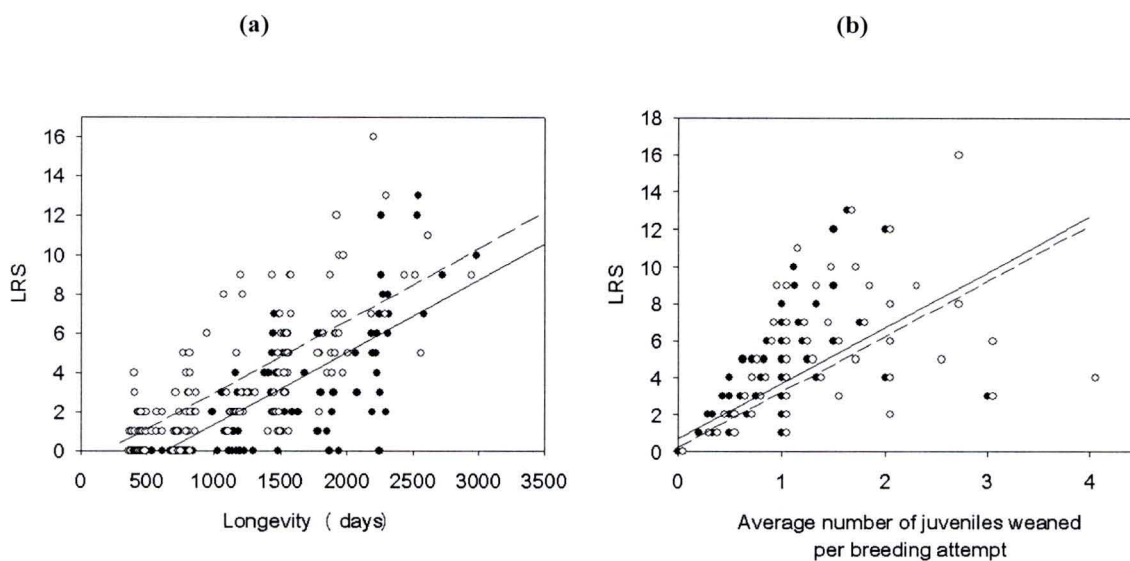 (a)
(b)
LRS
16
14
12
10
8
6
4
2
0
0 500 1000 1500 2000 2500 3000 3500
Longevity ( days)
LRS
18
16
14
12
10
8
6
4
2
0
0 1 2 3 4
Average number of juveniles weaned
per breeding attempt